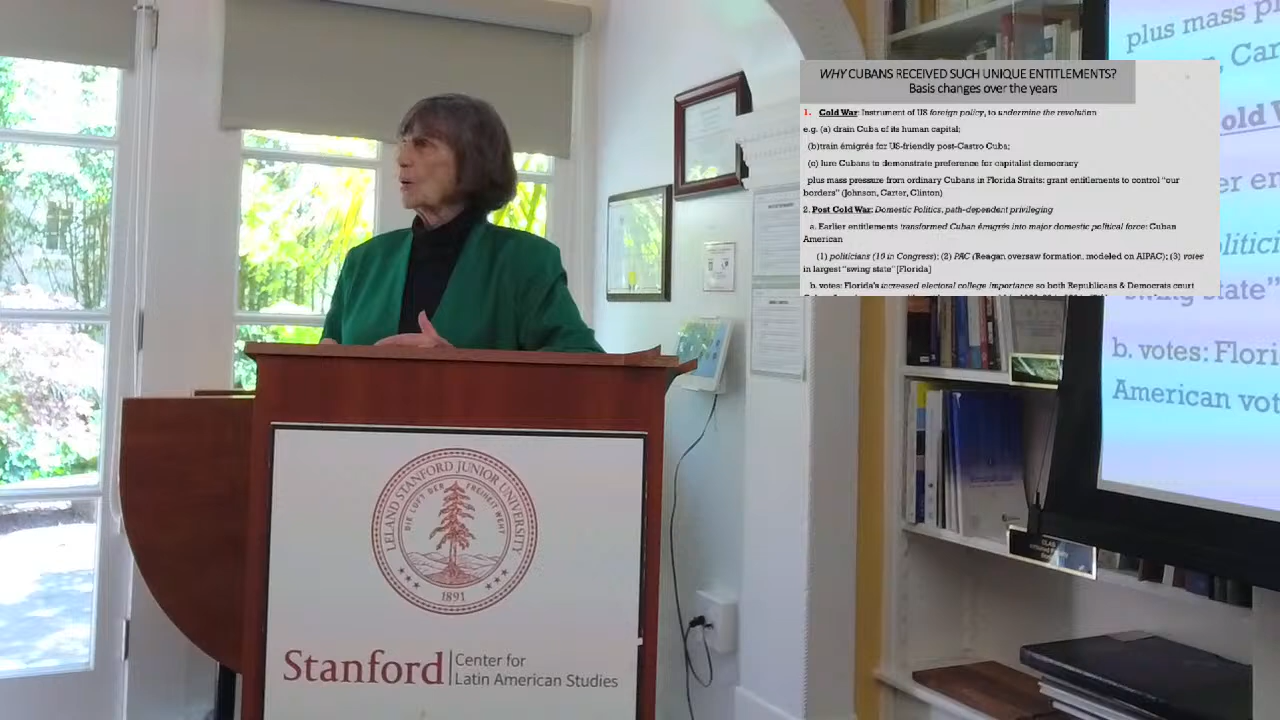 WHY CUBANS RECEIVED SUCH UNIQUE ENTITLEMENTS?
Basis changes over the years
1. Cold War: Instrument of US foreign policy, to undermine the revolution
e.g. (a) drain Cuba of its human capital;
(b)train émigrés for US-friendly post-Castro Cuba;
(c) lure Cubans to demonstrate preference for capitalist democracy
plus mass pressure from ordinary Cubans in Florida Straits: grant entitlements to control “our
borders” (Johnson, Carter, Clinton)
2. Post Cold War: Domestic Politics, path-dependent privileging
a. Earlier entitlements transformed Cuban émigrés into major domestic political force: Cuban
American
(1) politicians (10 in Congress); (2) PAC (Reagan oversaw formation, modeled on AIPAC); (3) votes
in largest “swing state” [Florida]
b. votes: Florida's increased electoral college importance so both Republicans & Democrats court
plus mass
Car
old W
er en
olitici
“swing state”
b. votes: Flori
American vot
LELAND STANFORD JUNIOR UNIVERSITY
DIE LUFT DER FREIHEIT WEHT
1891
Stanford
Center for
Latin American Studies